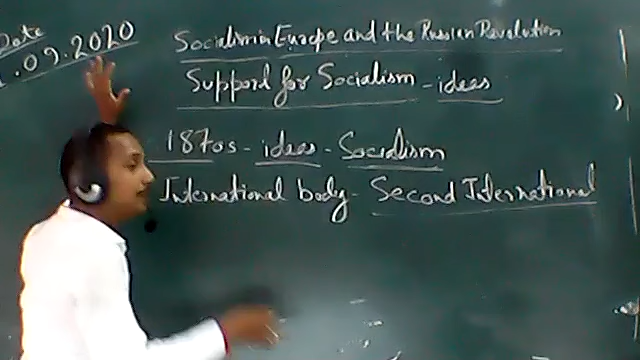 Date
.09.2020
Socialism in Europe and the Russian Revolution
Support for Socialism - ideas
1870s - ideas - Socialism
International body - Second International